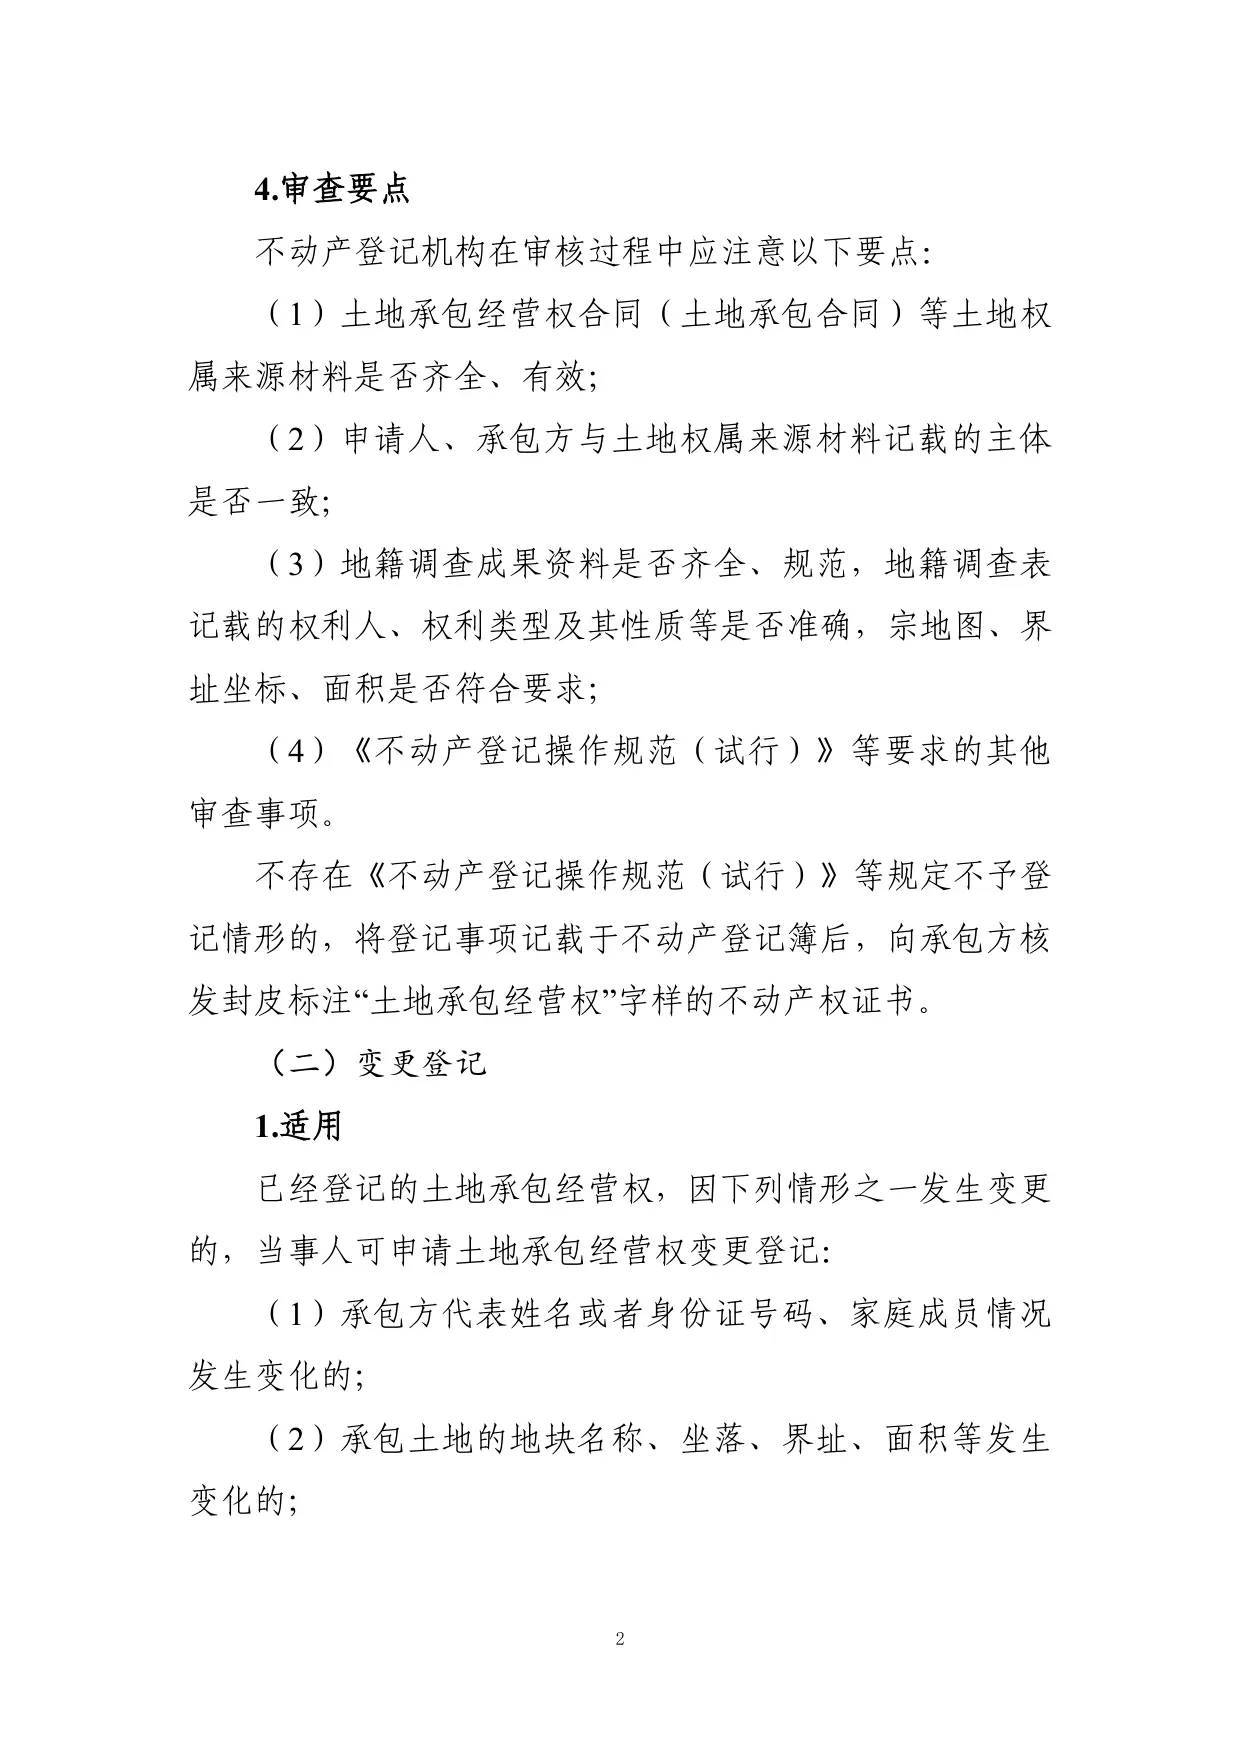 4.审查要点
不动产登记机构在审核过程中应注意以下要点：
（1）土地承包经营权合同（土地承包合同）等土地权
属来源材料是否齐全、有效；
（2）申请人、承包方与土地权属来源材料记载的主体
是否一致；
（3）地籍调查成果资料是否齐全、规范，地籍调查表
记载的权利人、权利类型及其性质等是否准确，宗地图、界
址坐标、面积是否符合要求；
（4）《不动产登记操作规范（试行）》等要求的其他
审查事项。
不存在《不动产登记操作规范（试行）》等规定不予登
记情形的，将登记事项记载于不动产登记簿后，向承包方核
发封皮标注“土地承包经营权”字样的不动产权证书。
（二）变更登记
1.适用
已经登记的土地承包经营权，因下列情形之一发生变更
的，当事人可申请土地承包经营权变更登记：
（1）承包方代表姓名或者身份证号码、家庭成员情况
发生变化的；
（2）承包土地的地块名称、坐落、界址、面积等发生
变化的；
2